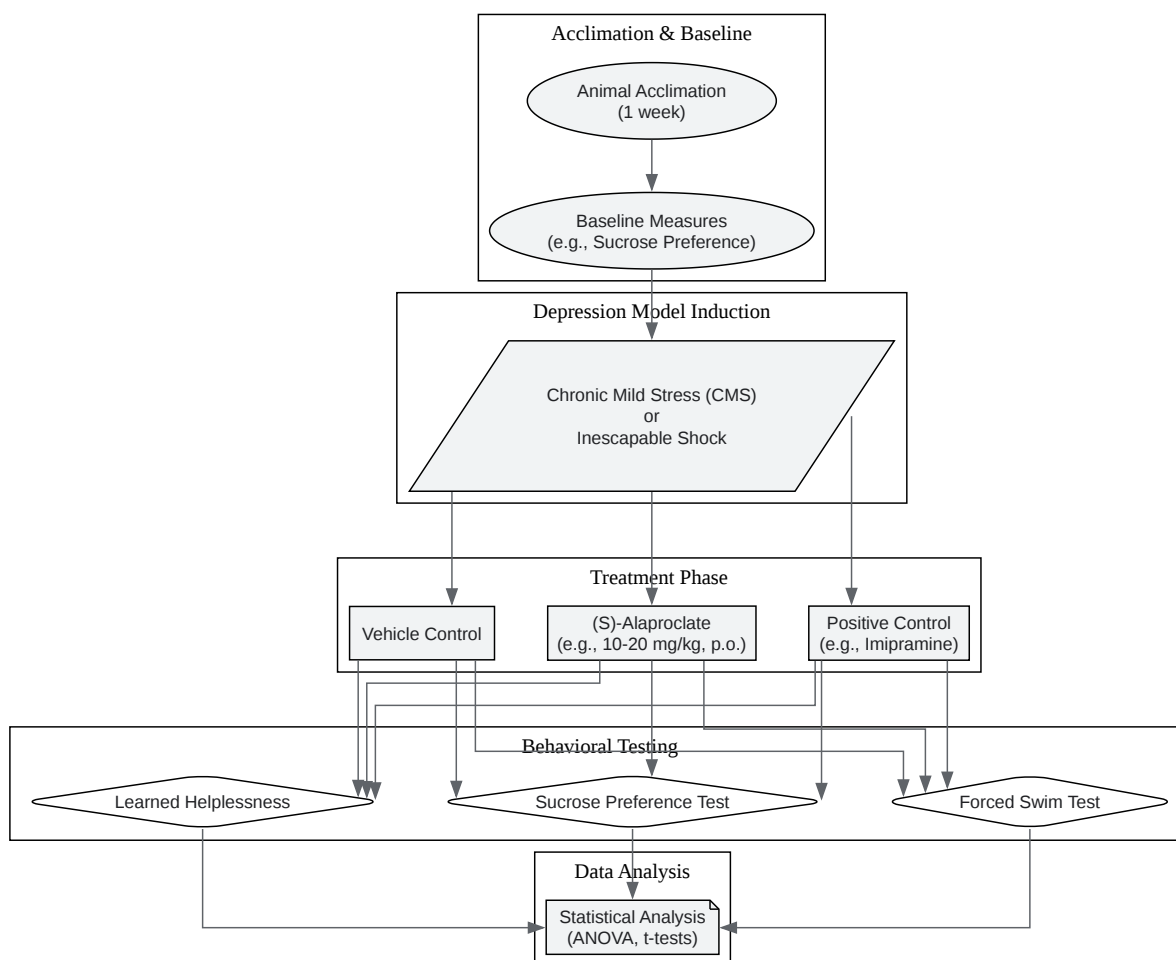 Acclimation & Baseline
Animal Acclimation
(1 week)
Baseline Measures
(e.g., Sucrose Preference)
Depression Model Induction
Chronic Mild Stress (CMS)
or
Inescapable Shock
Treatment Phase
Vehicle Control
(S)-Alaproclate
(e.g., 10-20 mg/kg, p.o.)
Positive Control
(e.g., Imipramine)
Behavioral Testing
Learned Helplessness
Sucrose Preference Test
Forced Swim Test
Data Analysis
Statistical Analysis
(ANOVA, t-tests)